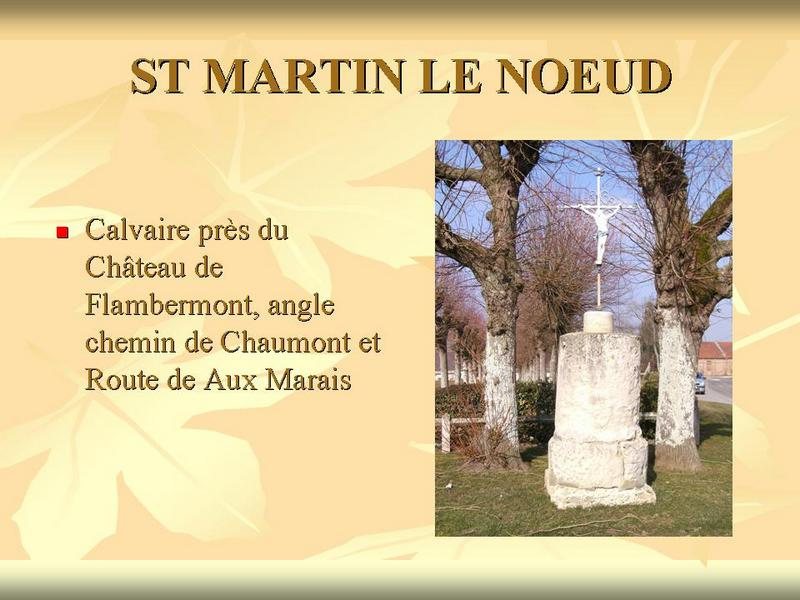 ST MARTIN LE NOEUD
Calvaire près du
Château de
Flambermont, angle
chemin de Chaumont et
Route de Aux Marais